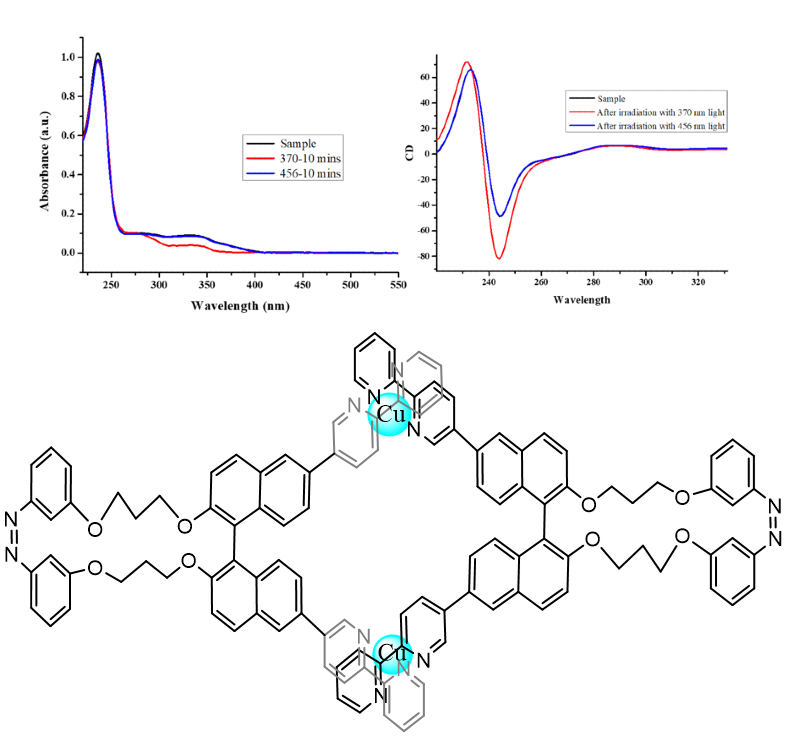 Absorbance (a.u.)
1.0
0.8
0.6
0.4
0.2
0.0
250
300
350
400
450
500
550
Wavelength (nm)
Sample
370-10 mins
456-10 mins
CD
60
40
20
0
-20
-40
-60
-80
240
260
280
300
320
Wavelength
Sample
After irradiation with 370 nm light
After irradiation with 456 nm light
N
N
N
Cu
N
N
N
O
O
O
O
O
O
O
O
N
N
N
Cu
N
N
N